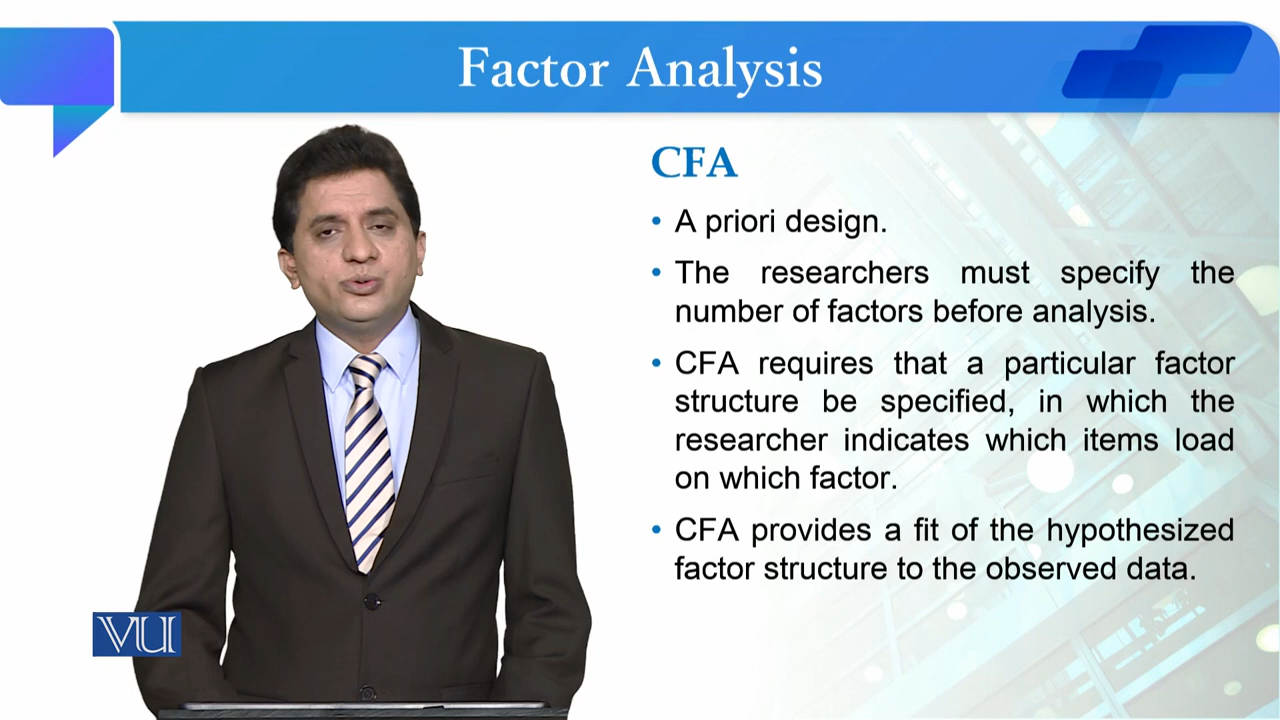 Factor Analysis
CFA
• A priori design.
• The researchers must specify the
number of factors before analysis.
• CFA requires that a particular factor
structure be specified, in which the
researcher indicates which items load
on which factor.
• CFA provides a fit of the hypothesized
factor structure to the observed data.
VU